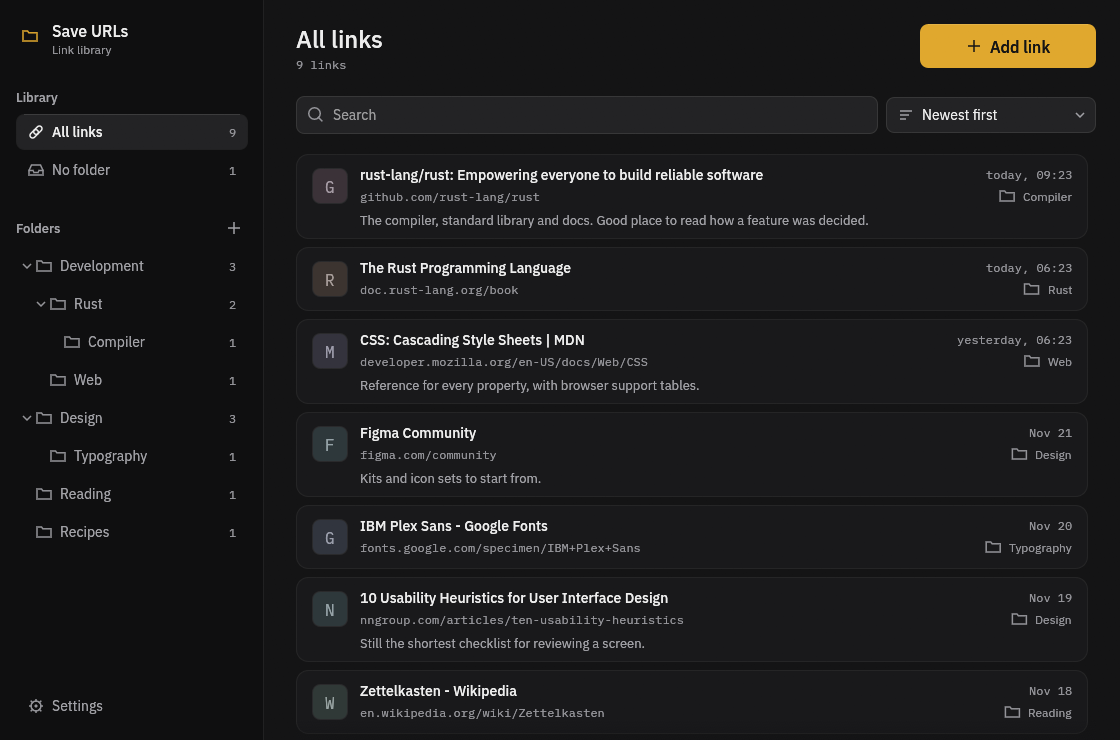 Save URLs
Link library
Library
All links 9
No folder 1
Folders
Development 3
Rust 2
Compiler 1
Web 1
Design 3
Typography 1
Reading 1
Recipes 1
Settings
All links
9 links
Add link
Search
Newest first
G
rust-lang/rust: Empowering everyone to build reliable software
today, 09:23
github.com/rust-lang/rust
Compiler
The compiler, standard library and docs. Good place to read how a feature was decided.
R
The Rust Programming Language
today, 06:23
doc.rust-lang.org/book
Rust
M
CSS: Cascading Style Sheets | MDN
yesterday, 06:23
developer.mozilla.org/en-US/docs/Web/CSS
Web
Reference for every property, with browser support tables.
F
Figma Community
Nov 21
figma.com/community
Design
Kits and icon sets to start from.
G
IBM Plex Sans - Google Fonts
Nov 20
fonts.google.com/specimen/IBM+Plex+Sans
Typography
N
10 Usability Heuristics for User Interface Design
Nov 19
nngroup.com/articles/ten-usability-heuristics
Design
Still the shortest checklist for reviewing a screen.
W
Zettelkasten - Wikipedia
Nov 18
en.wikipedia.org/wiki/Zettelkasten
Reading